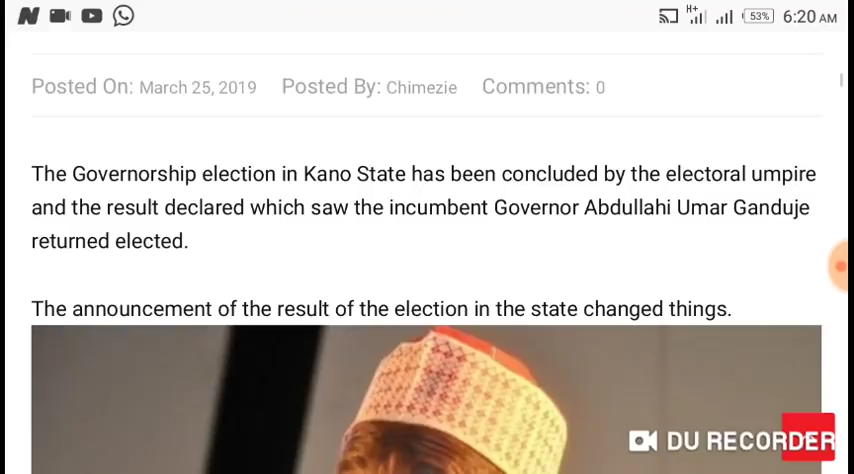 H+
53%
6:20 AM
Posted On: March 25, 2019 Posted By: Chimezie Comments: 0
The Governorship election in Kano State has been concluded by the electoral umpire
and the result declared which saw the incumbent Governor Abdullahi Umar Ganduje
returned elected.
The announcement of the result of the election in the state changed things.
DU RECORDER